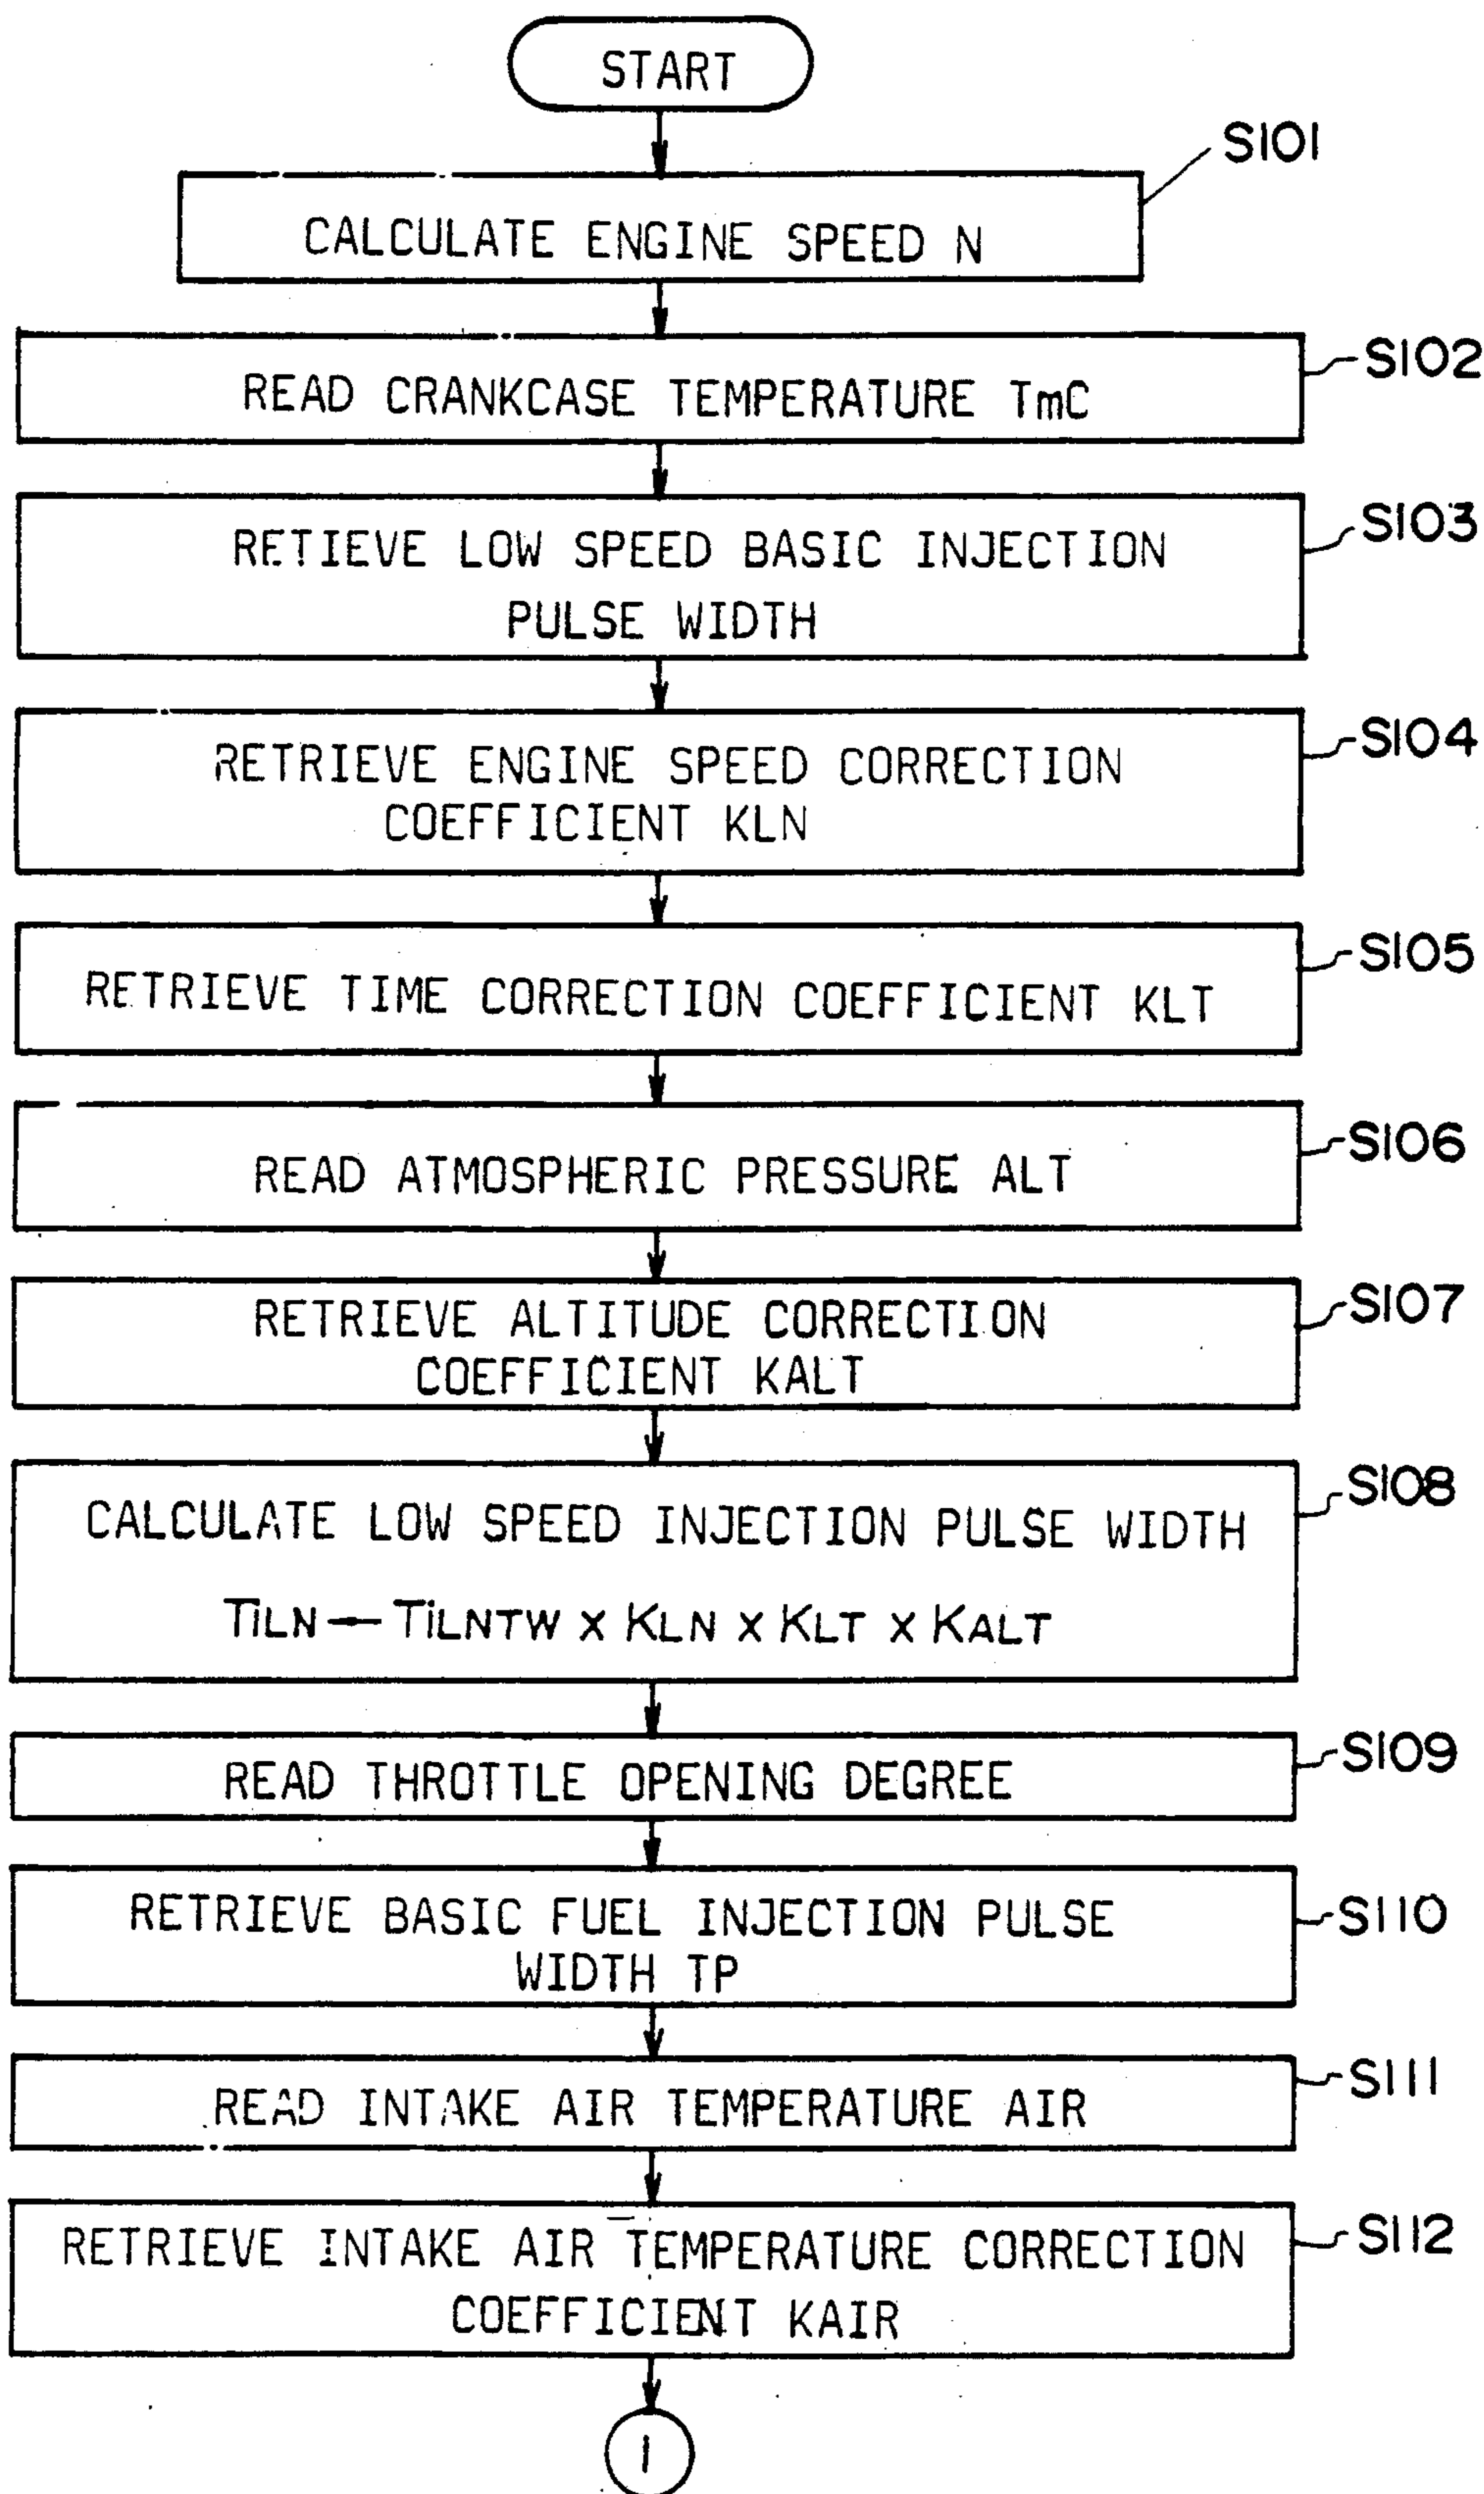 START
S101
CALCULATE ENGINE SPEED N
S102
READ CRANKCASE TEMPERATURE TmC
S103
RETIEVE LOW SPEED BASIC INJECTION
PULSE WIDTH
S104
RETRIEVE ENGINE SPEED CORRECTION
COEFFICIENT KLN
S105
RETRIEVE TIME CORRECTION COEFFICIENT KLT
S106
READ ATMOSPHERIC PRESSURE ALT
S107
RETRIEVE ALTITUDE CORRECTION
COEFFICIENT KALT
S108
CALCULATE LOW SPEED INJECTION PULSE WIDTH
TiLN — TiLNTW x KLN x KLT x KALT
S109
READ THROTTLE OPENING DEGREE
S110
RETRIEVE BASIC FUEL INJECTION PULSE
WIDTH TP
S111
READ INTAKE AIR TEMPERATURE AIR
S112
RETRIEVE INTAKE AIR TEMPERATURE CORRECTION
COEFFICIENT KAIR
1